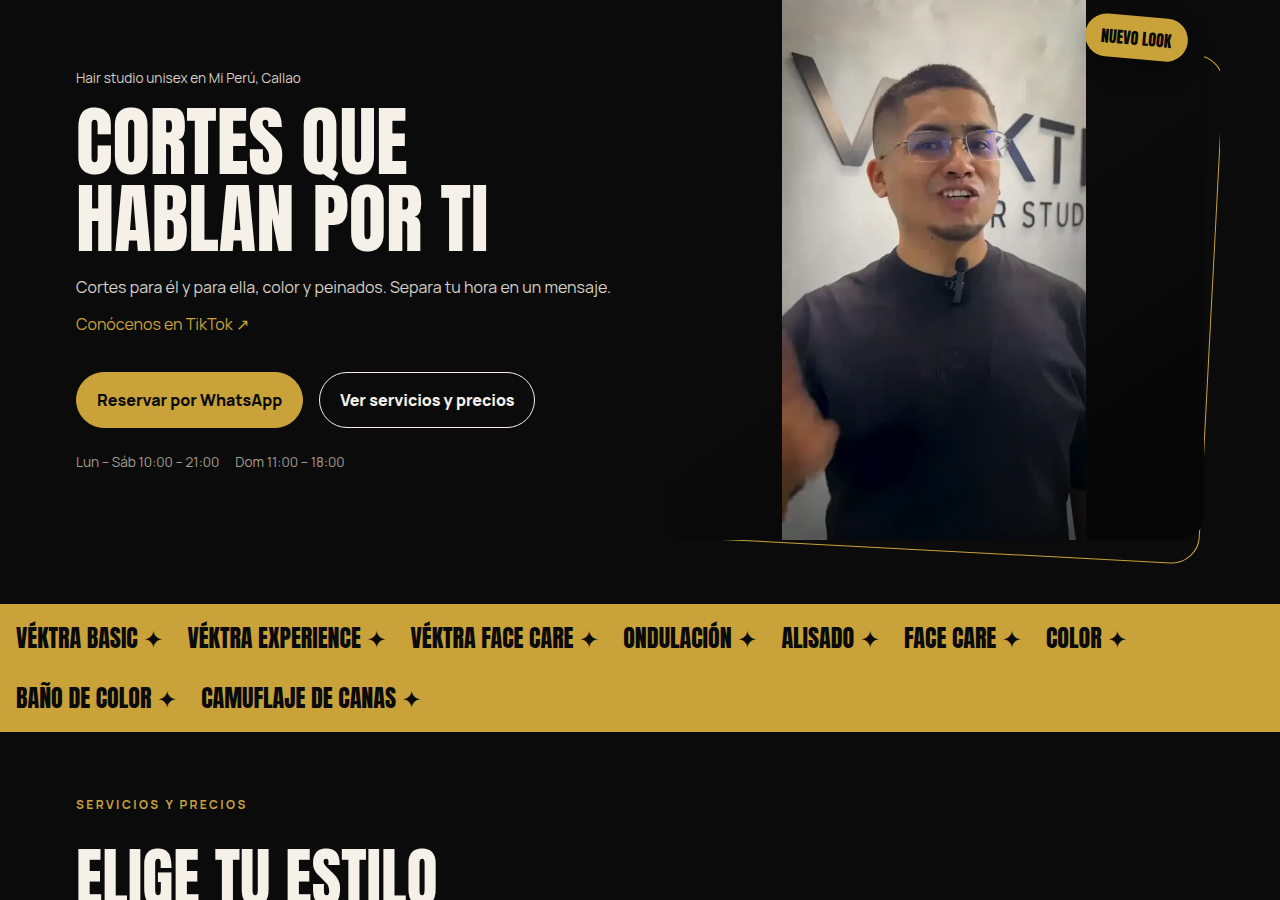 NUEVO LOOK
Hair studio unisex en Mi Perú, Callao
CORTES QUE
HABLAN POR TI
Cortes para él y para ella, color y peinados. Separa tu hora en un mensaje.
Conócenos en TikTok ↗
Reservar por WhatsApp
Ver servicios y precios
Lun – Sáb 10:00 – 21:00 Dom 11:00 – 18:00
VÉKTRA BASIC ✦ VÉKTRA EXPERIENCE ✦ VÉKTRA FACE CARE ✦ ONDULACIÓN ✦ ALISADO ✦ FACE CARE ✦ COLOR ✦
BAÑO DE COLOR ✦ CAMUFLAJE DE CANAS ✦
SERVICIOS Y PRECIOS
ELIGE TU ESTILO